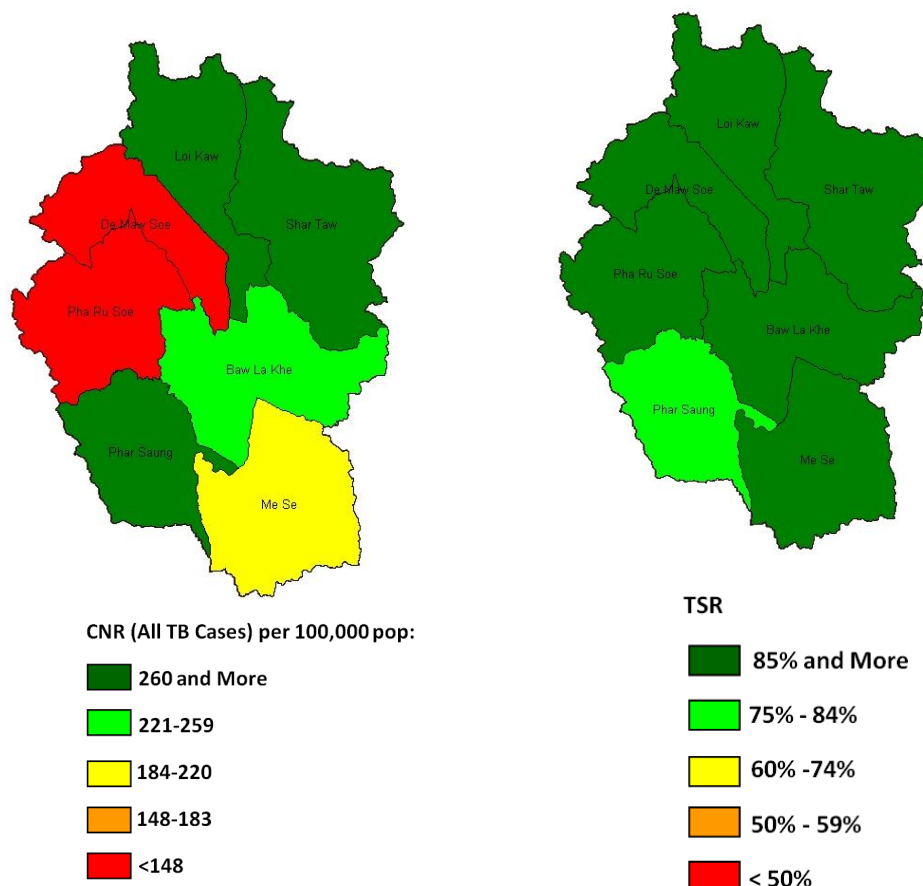 Loi Kaw
De Maw Soe
Shar Taw
Pha Ru Soe
Baw La Khe
Phar Saung
Me Se
CNR (All TB Cases) per 100,000 pop:
260 and More
221-259
184-220
148-183
<148
Loi Kaw
De Maw Soe
Shar Taw
Pha Ru Soe
Baw La Khe
Phar Saung
Me Se
TSR
85% and More
75% - 84%
60% -74%
50% - 59%
< 50%